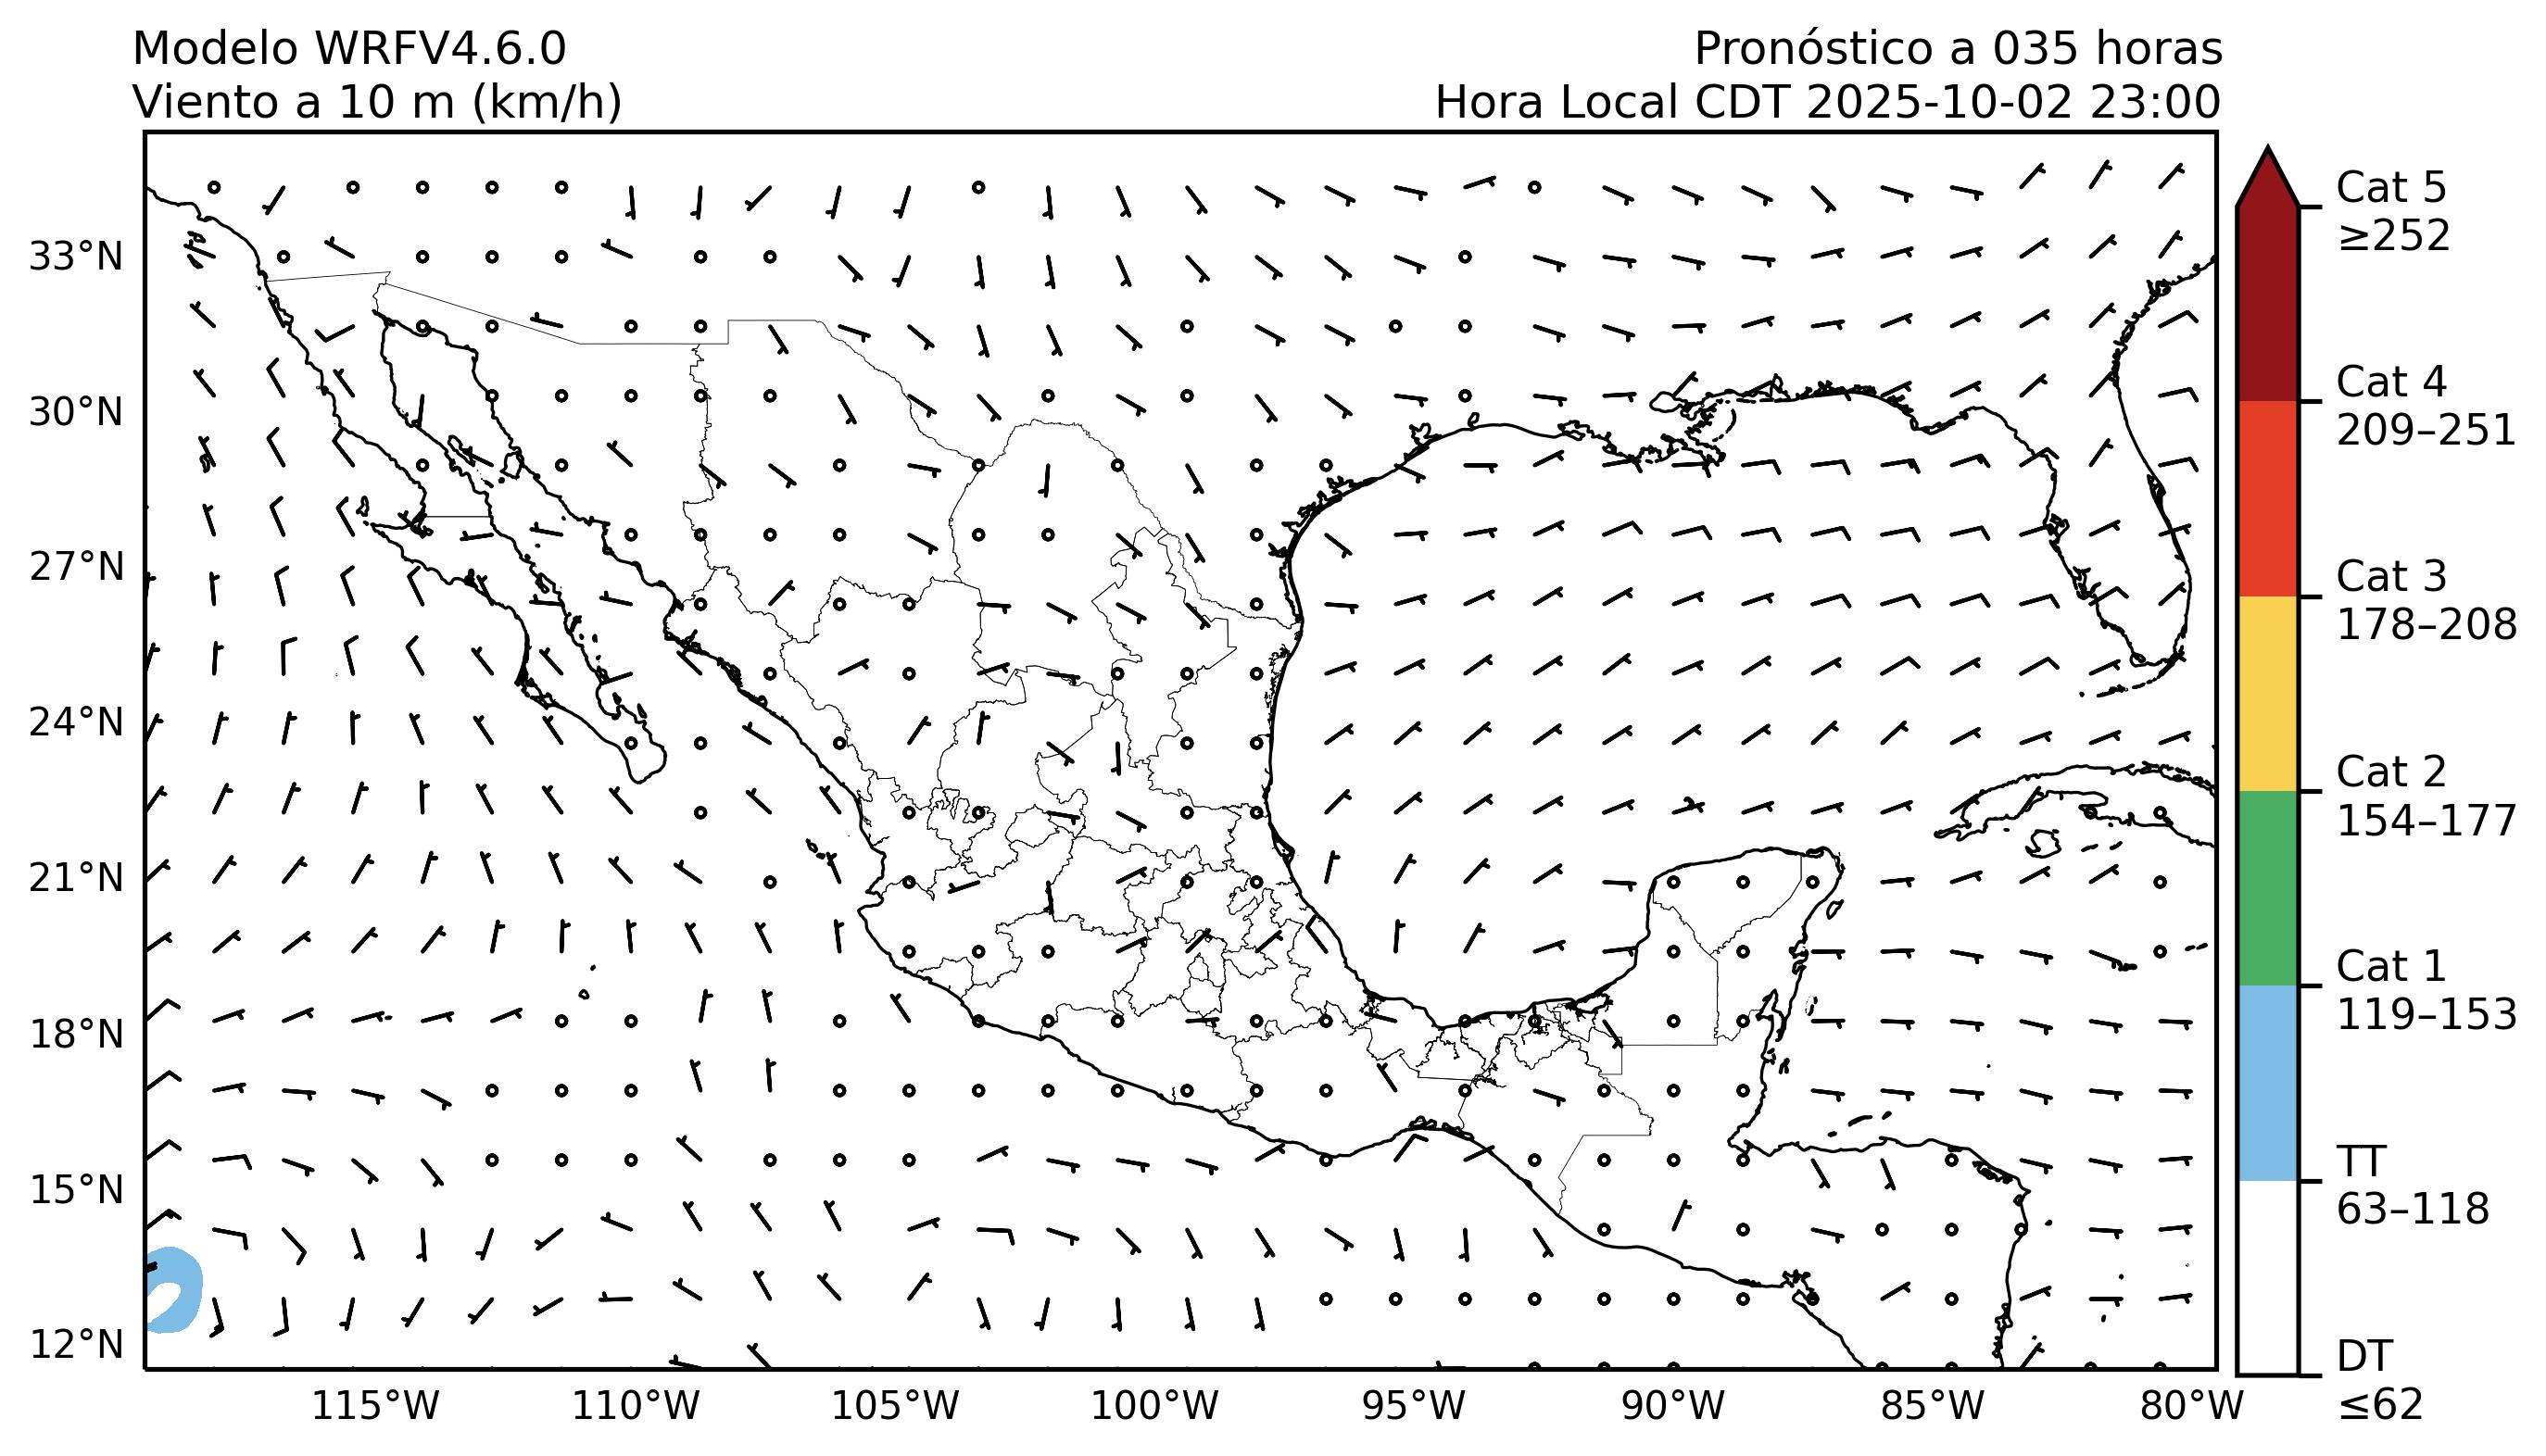 Modelo WRFV4.6.0
Viento a 10 m (km/h)
Pronóstico a 035 horas
Hora Local CDT 2025-10-02 23:00
33°N
30°N
27°N
24°N
21°N
18°N
15°N
12°N
115°W
110°W
105°W
100°W
95°W
90°W
85°W
80°W
Cat 5
≥252
Cat 4
209–251
Cat 3
178–208
Cat 2
154–177
Cat 1
119–153
TT
63–118
DT
≤62